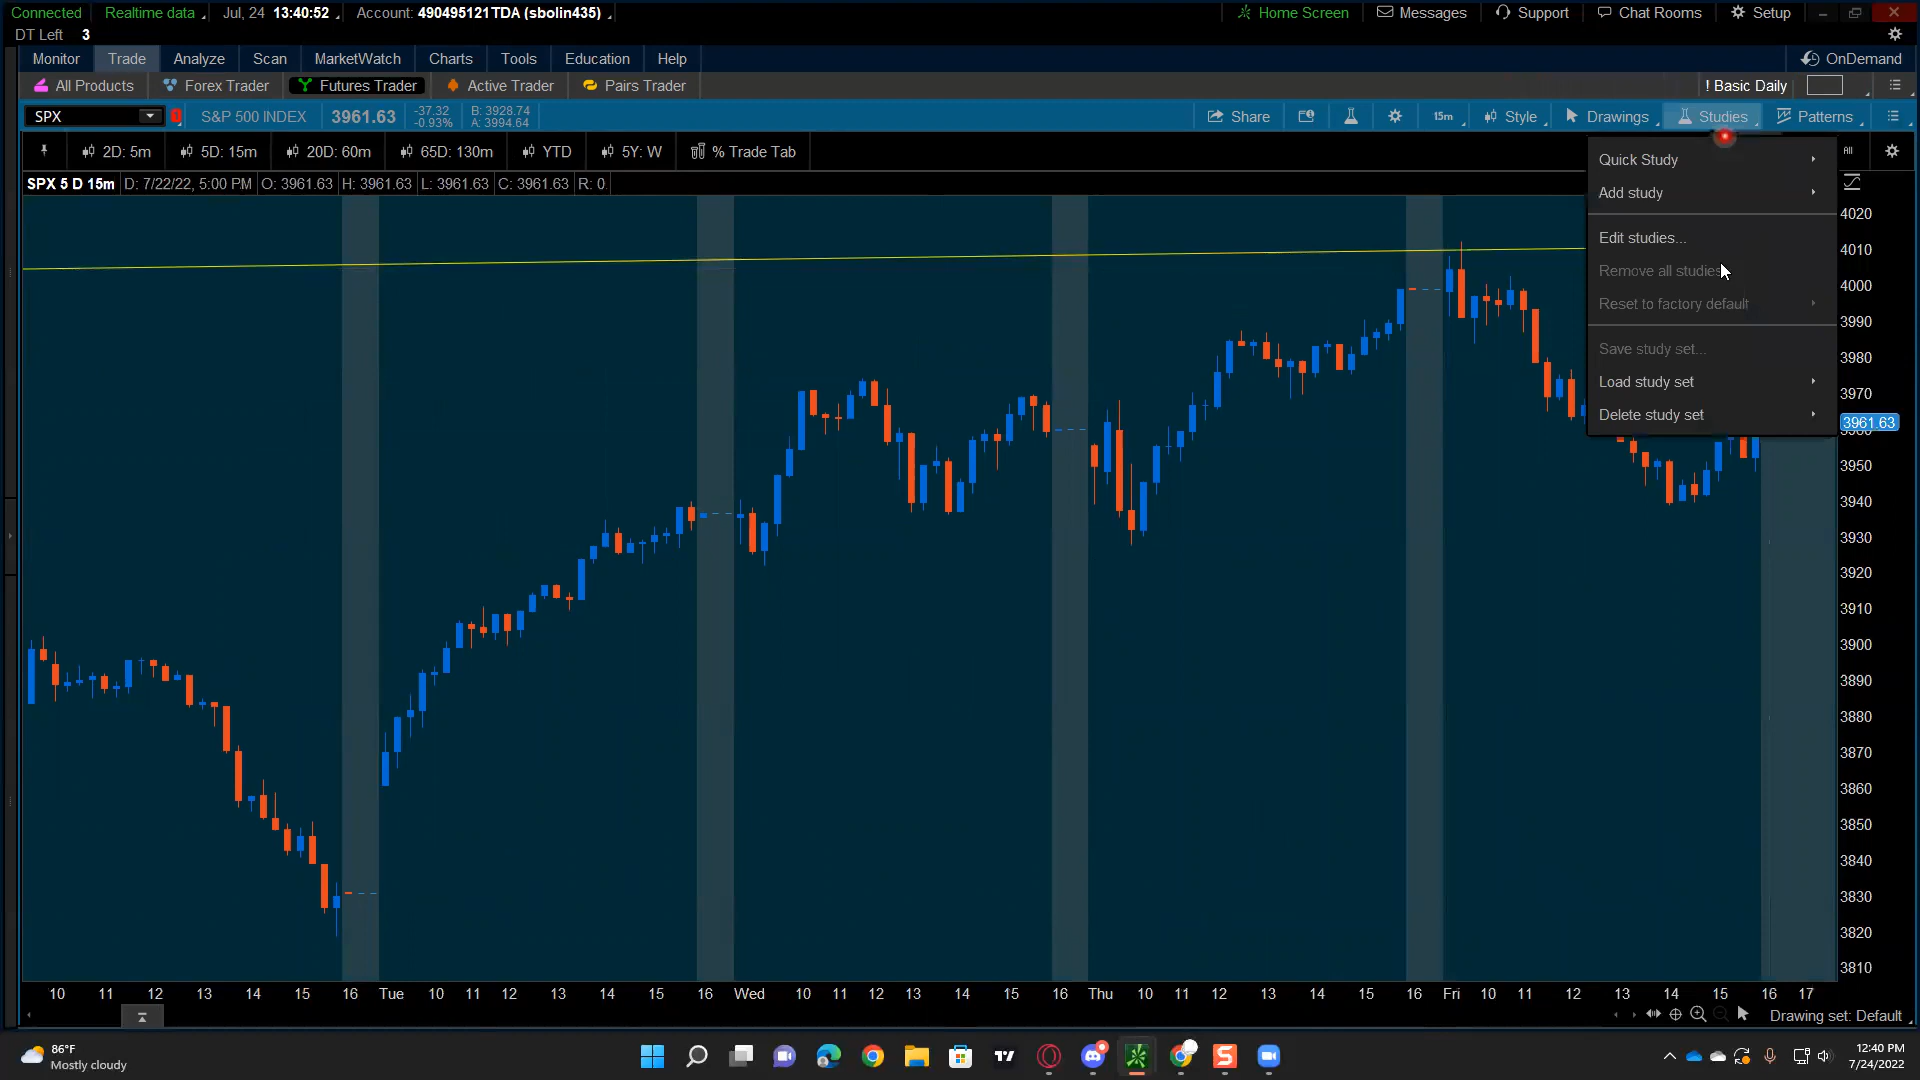 Connected Realtime data Jul, 24 13:40:52 Account: 490495121TDA (sbolin435) Home Screen Messages Support Chat Rooms Setup
DT Left 3
Monitor Trade Analyze Scan MarketWatch Charts Tools Education Help OnDemand
All Products Forex Trader Futures Trader Active Trader Pairs Trader ! Basic Daily
SPX S&P 500 INDEX 3961.63 -37.32 B: 3928.74 Share 15m Style Drawings Studies Patterns
-0.93% A: 3994.64
2D: 5m 5D: 15m 20D: 60m 65D: 130m YTD 5Y: W % Trade Tab All
SPX 5 D 15m D: 7/22/22, 5:00 PM O: 3961.63 H: 3961.63 L: 3961.63 C: 3961.63 R: 0
Quick Study
Add study
Edit studies...
Remove all studies
Reset to factory default
Save study set...
Load study set
Delete study set
4020
4010
4000
3990
3980
3970
3961.63
3950
3940
3930
3920
3910
3900
3890
3880
3870
3860
3850
3840
3830
3820
3810
10 11 12 13 14 15 16 Tue 10 11 12 13 14 15 16 Wed 10 11 12 13 14 15 16 Thu 10 11 12 13 14 15 16 Fri 10 11 12 13 14 15 16 17
Drawing set: Default
86°F
Mostly cloudy
12:40 PM
7/24/2022